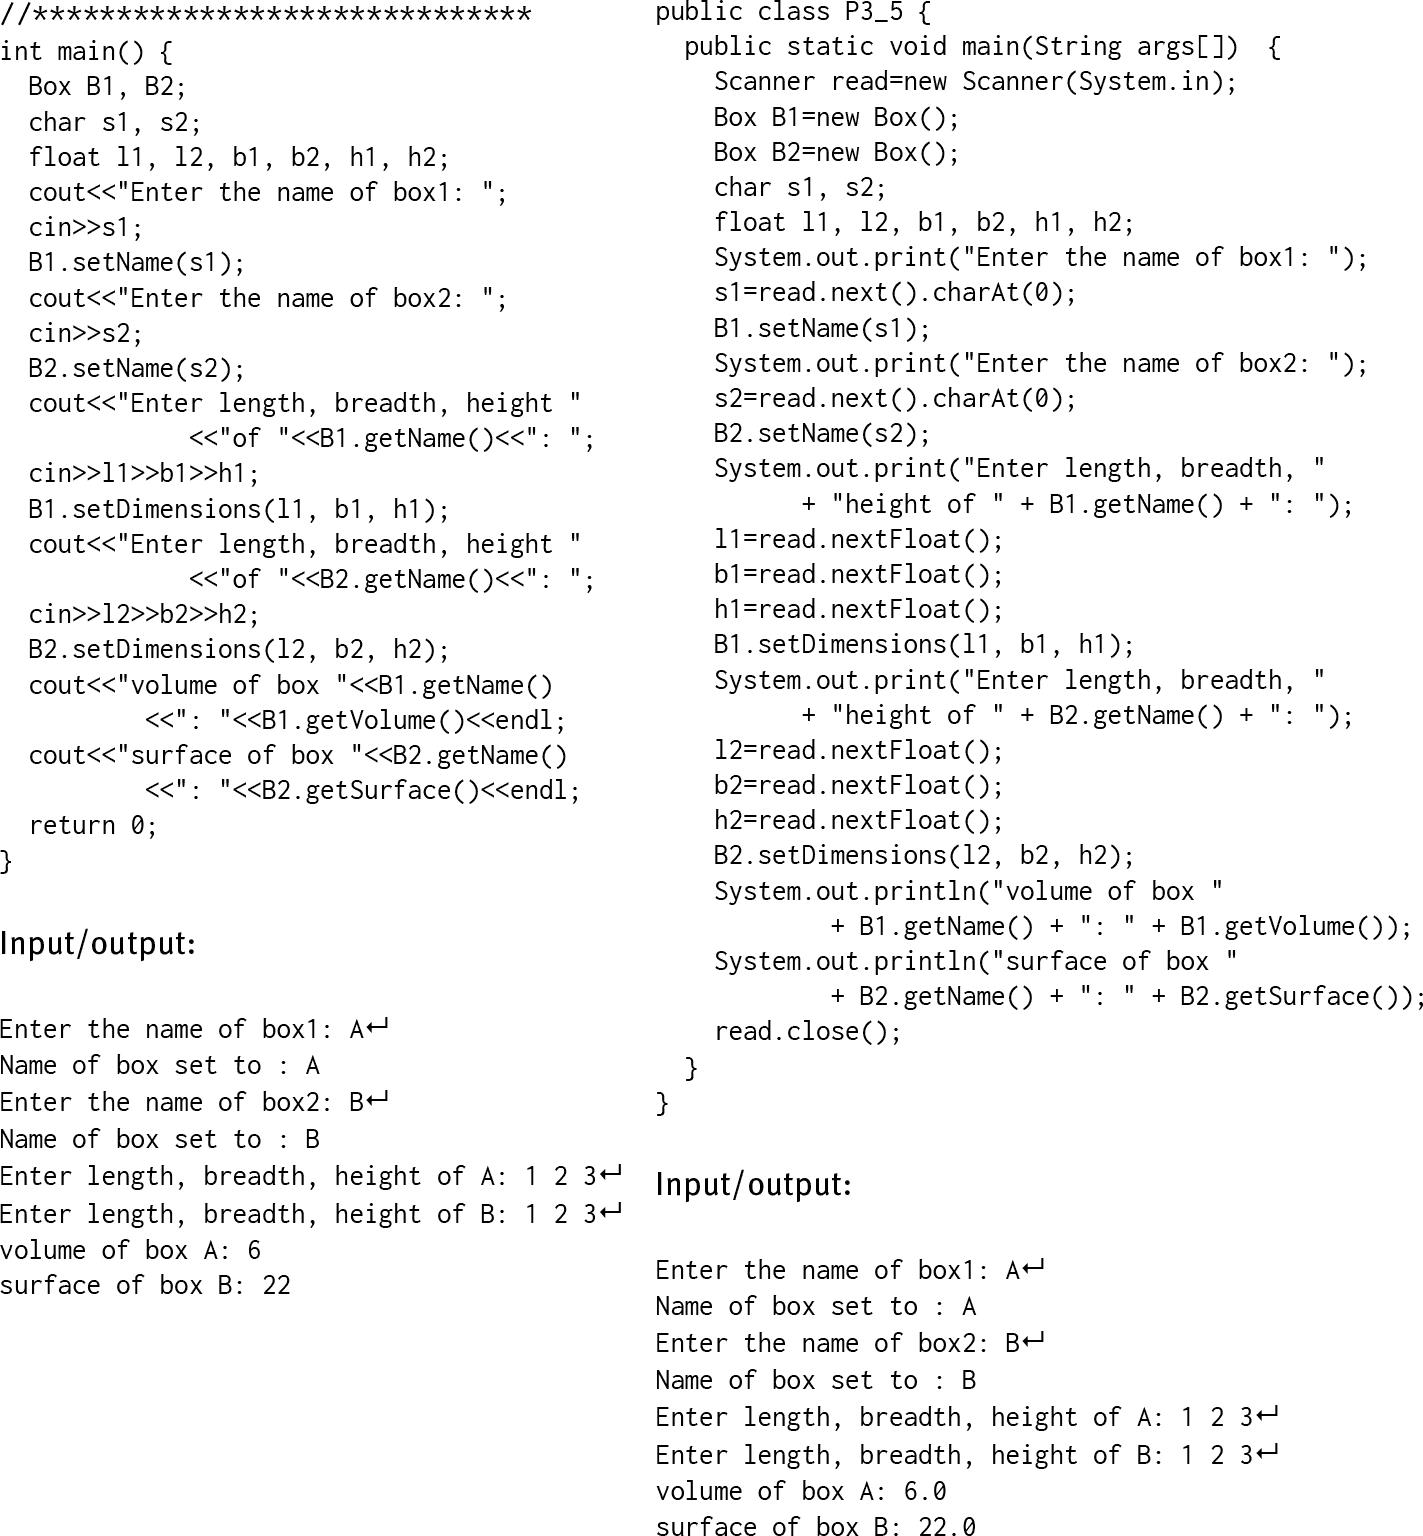 //*******************************
int main() {
  Box B1, B2;
  char s1, s2;
  float l1, l2, b1, b2, h1, h2;
  cout<<"Enter the name of box1: ";
  cin>>s1;
  B1.setName(s1);
  cout<<"Enter the name of box2: ";
  cin>>s2;
  B2.setName(s2);
  cout<<"Enter length, breadth, height "
             <<"of "<<B1.getName()<<": ";
  cin>>l1>>b1>>h1;
  B1.setDimensions(l1, b1, h1);
  cout<<"Enter length, breadth, height "
             <<"of "<<B2.getName()<<": ";
  cin>>l2>>b2>>h2;
  B2.setDimensions(l2, b2, h2);
  cout<<"volume of box "<<B1.getName()
          <<": "<<B1.getVolume()<<endl;
  cout<<"surface of box "<<B2.getName()
          <<": "<<B2.getSurface()<<endl;
  return 0;
}
Input/output:
Enter the name of box1: A↵
Name of box set to : A
Enter the name of box2: B↵
Name of box set to : B
Enter length, breadth, height of A: 1 2 3↵
Enter length, breadth, height of B: 1 2 3↵
volume of box A: 6
surface of box B: 22
public class P3_5 {
  public static void main(String args[])  {
    Scanner read=new Scanner(System.in);
    Box B1=new Box();
    Box B2=new Box();
    char s1, s2;
    float l1, l2, b1, b2, h1, h2;
    System.out.print("Enter the name of box1: ");
    s1=read.next().charAt(0);
    B1.setName(s1);
    System.out.print("Enter the name of box2: ");
    s2=read.next().charAt(0);
    B2.setName(s2);
    System.out.print("Enter length, breadth, "
          + "height of " + B1.getName() + ": ");
    l1=read.nextFloat();
    b1=read.nextFloat();
    h1=read.nextFloat();
    B1.setDimensions(l1, b1, h1);
    System.out.print("Enter length, breadth, "
          + "height of " + B2.getName() + ": ");
    l2=read.nextFloat();
    b2=read.nextFloat();
    h2=read.nextFloat();
    B2.setDimensions(l2, b2, h2);
    System.out.println("volume of box "
            + B1.getName() + ": " + B1.getVolume());
    System.out.println("surface of box "
            + B2.getName() + ": " + B2.getSurface());
    read.close();
  }
}
Input/output:
Enter the name of box1: A↵
Name of box set to : A
Enter the name of box2: B↵
Name of box set to : B
Enter length, breadth, height of A: 1 2 3↵
Enter length, breadth, height of B: 1 2 3↵
volume of box A: 6.0
surface of box B: 22.0